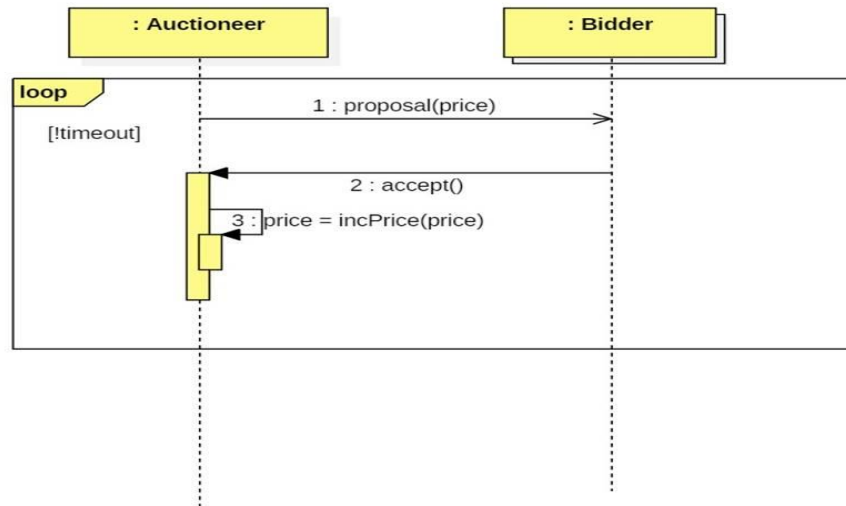 : Auctioneer
: Bidder
loop
1 : proposal(price)
[!timeout]
2 : accept()
3 : price = incPrice(price)